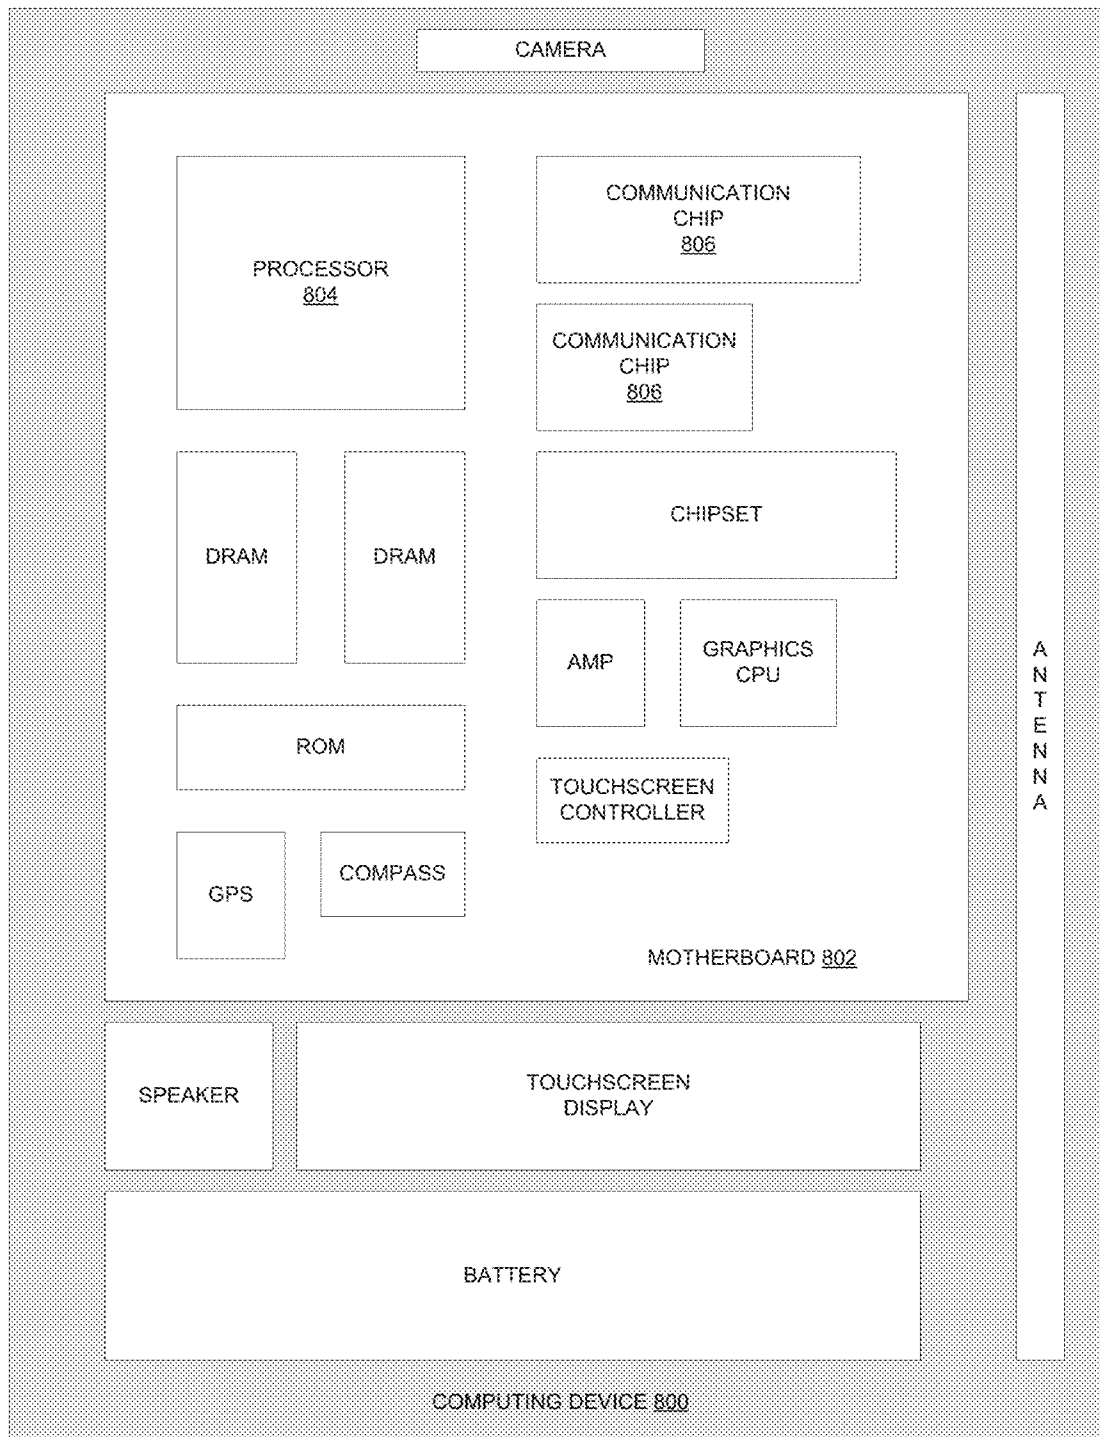 CAMERA
PROCESSOR
804
COMMUNICATION
CHIP
806
COMMUNICATION
CHIP
806
DRAM
DRAM
CHIPSET
AMP
GRAPHICS
CPU
ROM
TOUCHSCREEN
CONTROLLER
GPS
COMPASS
MOTHERBOARD 802
ANTENNA
SPEAKER
TOUCHSCREEN
DISPLAY
BATTERY
COMPUTING DEVICE 800